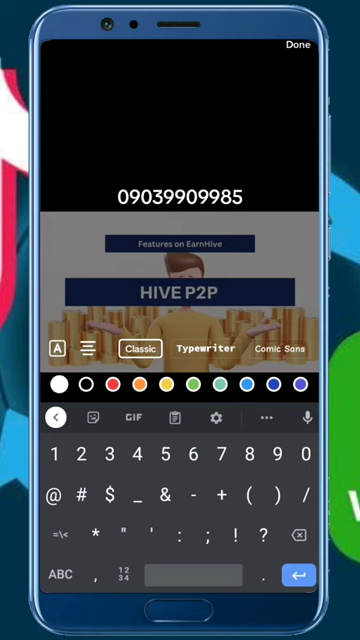 Done
09039909985
Features on EarnHive
HIVE P2P
A Classic Typewriter Comic Sans
GIF
1 2 3 4 5 6 7 8 9 0
@ # $ _ & - + ( ) /
=\< * " ' : ; ! ? 
ABC , 12 34 .